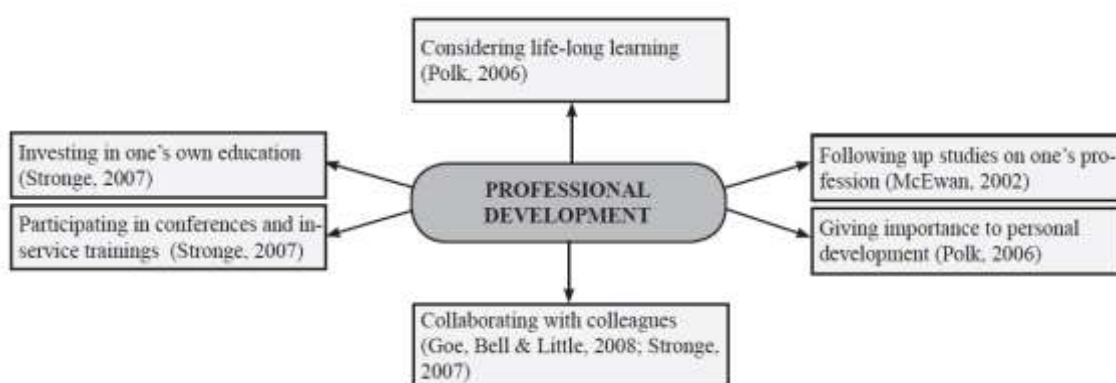 Considering life-long learning
(Polk, 2006)
Investing in one's own education
(Stronge, 2007)
Participating in conferences and in-
service trainings (Stronge, 2007)
PROFESSIONAL
DEVELOPMENT
Following up studies on one's pro-
fession (McEwan, 2002)
Giving importance to personal
development (Polk, 2006)
Collaborating with colleagues
(Goe, Bell & Little, 2008; Stronge,
2007)